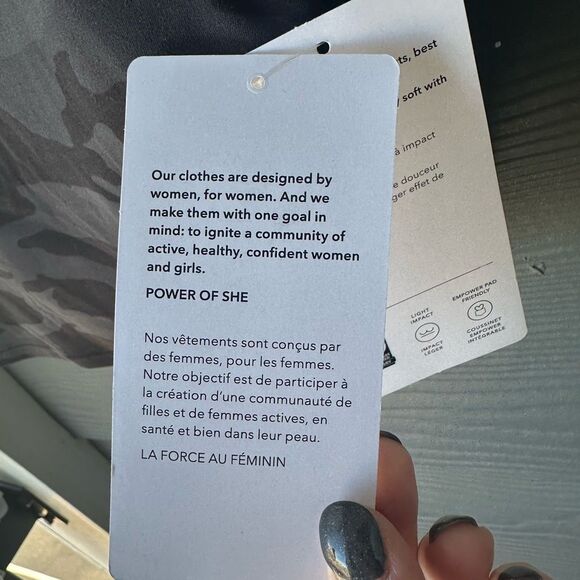 Our clothes are designed by
women, for women. And we
make them with one goal in
mind: to ignite a community of
active, healthy, confident women
and girls.
POWER OF SHE
Nos vêtements sont conçus par
des femmes, pour les femmes.
Notre objectif est de participer à
la création d'une communauté de
filles et de femmes actives, en
santé et bien dans leur peau.
LA FORCE AU FÉMININ
best
soft with
à impact
douceur
effet de
LIGHT
IMPACT
IMPACT
LÉGER
EMPOWER PAD
FRIENDLY
COUSSINET
EMPOWER
INTÉGRABLE